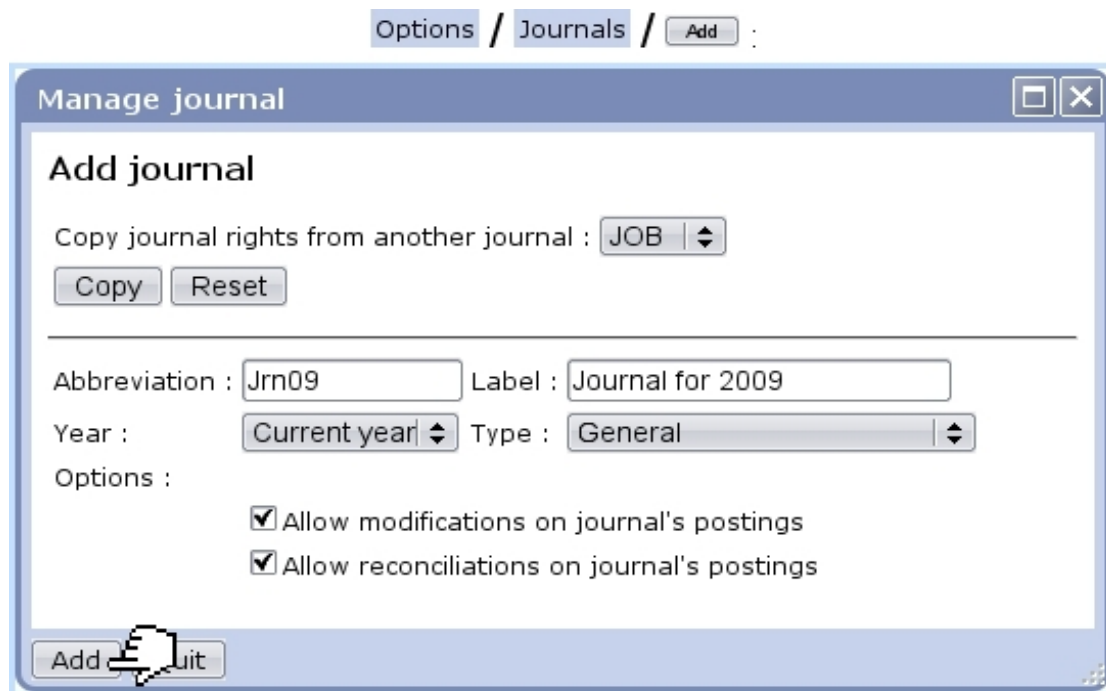 Options / Journals / Add :
Manage journal
Add journal
Copy journal rights from another journal : JOB
Copy Reset
Abbreviation : Jrn09 Label : Journal for 2009
Year : Current year Type : General
Options :
Allow modifications on journal's postings
Allow reconciliations on journal's postings
Add uit